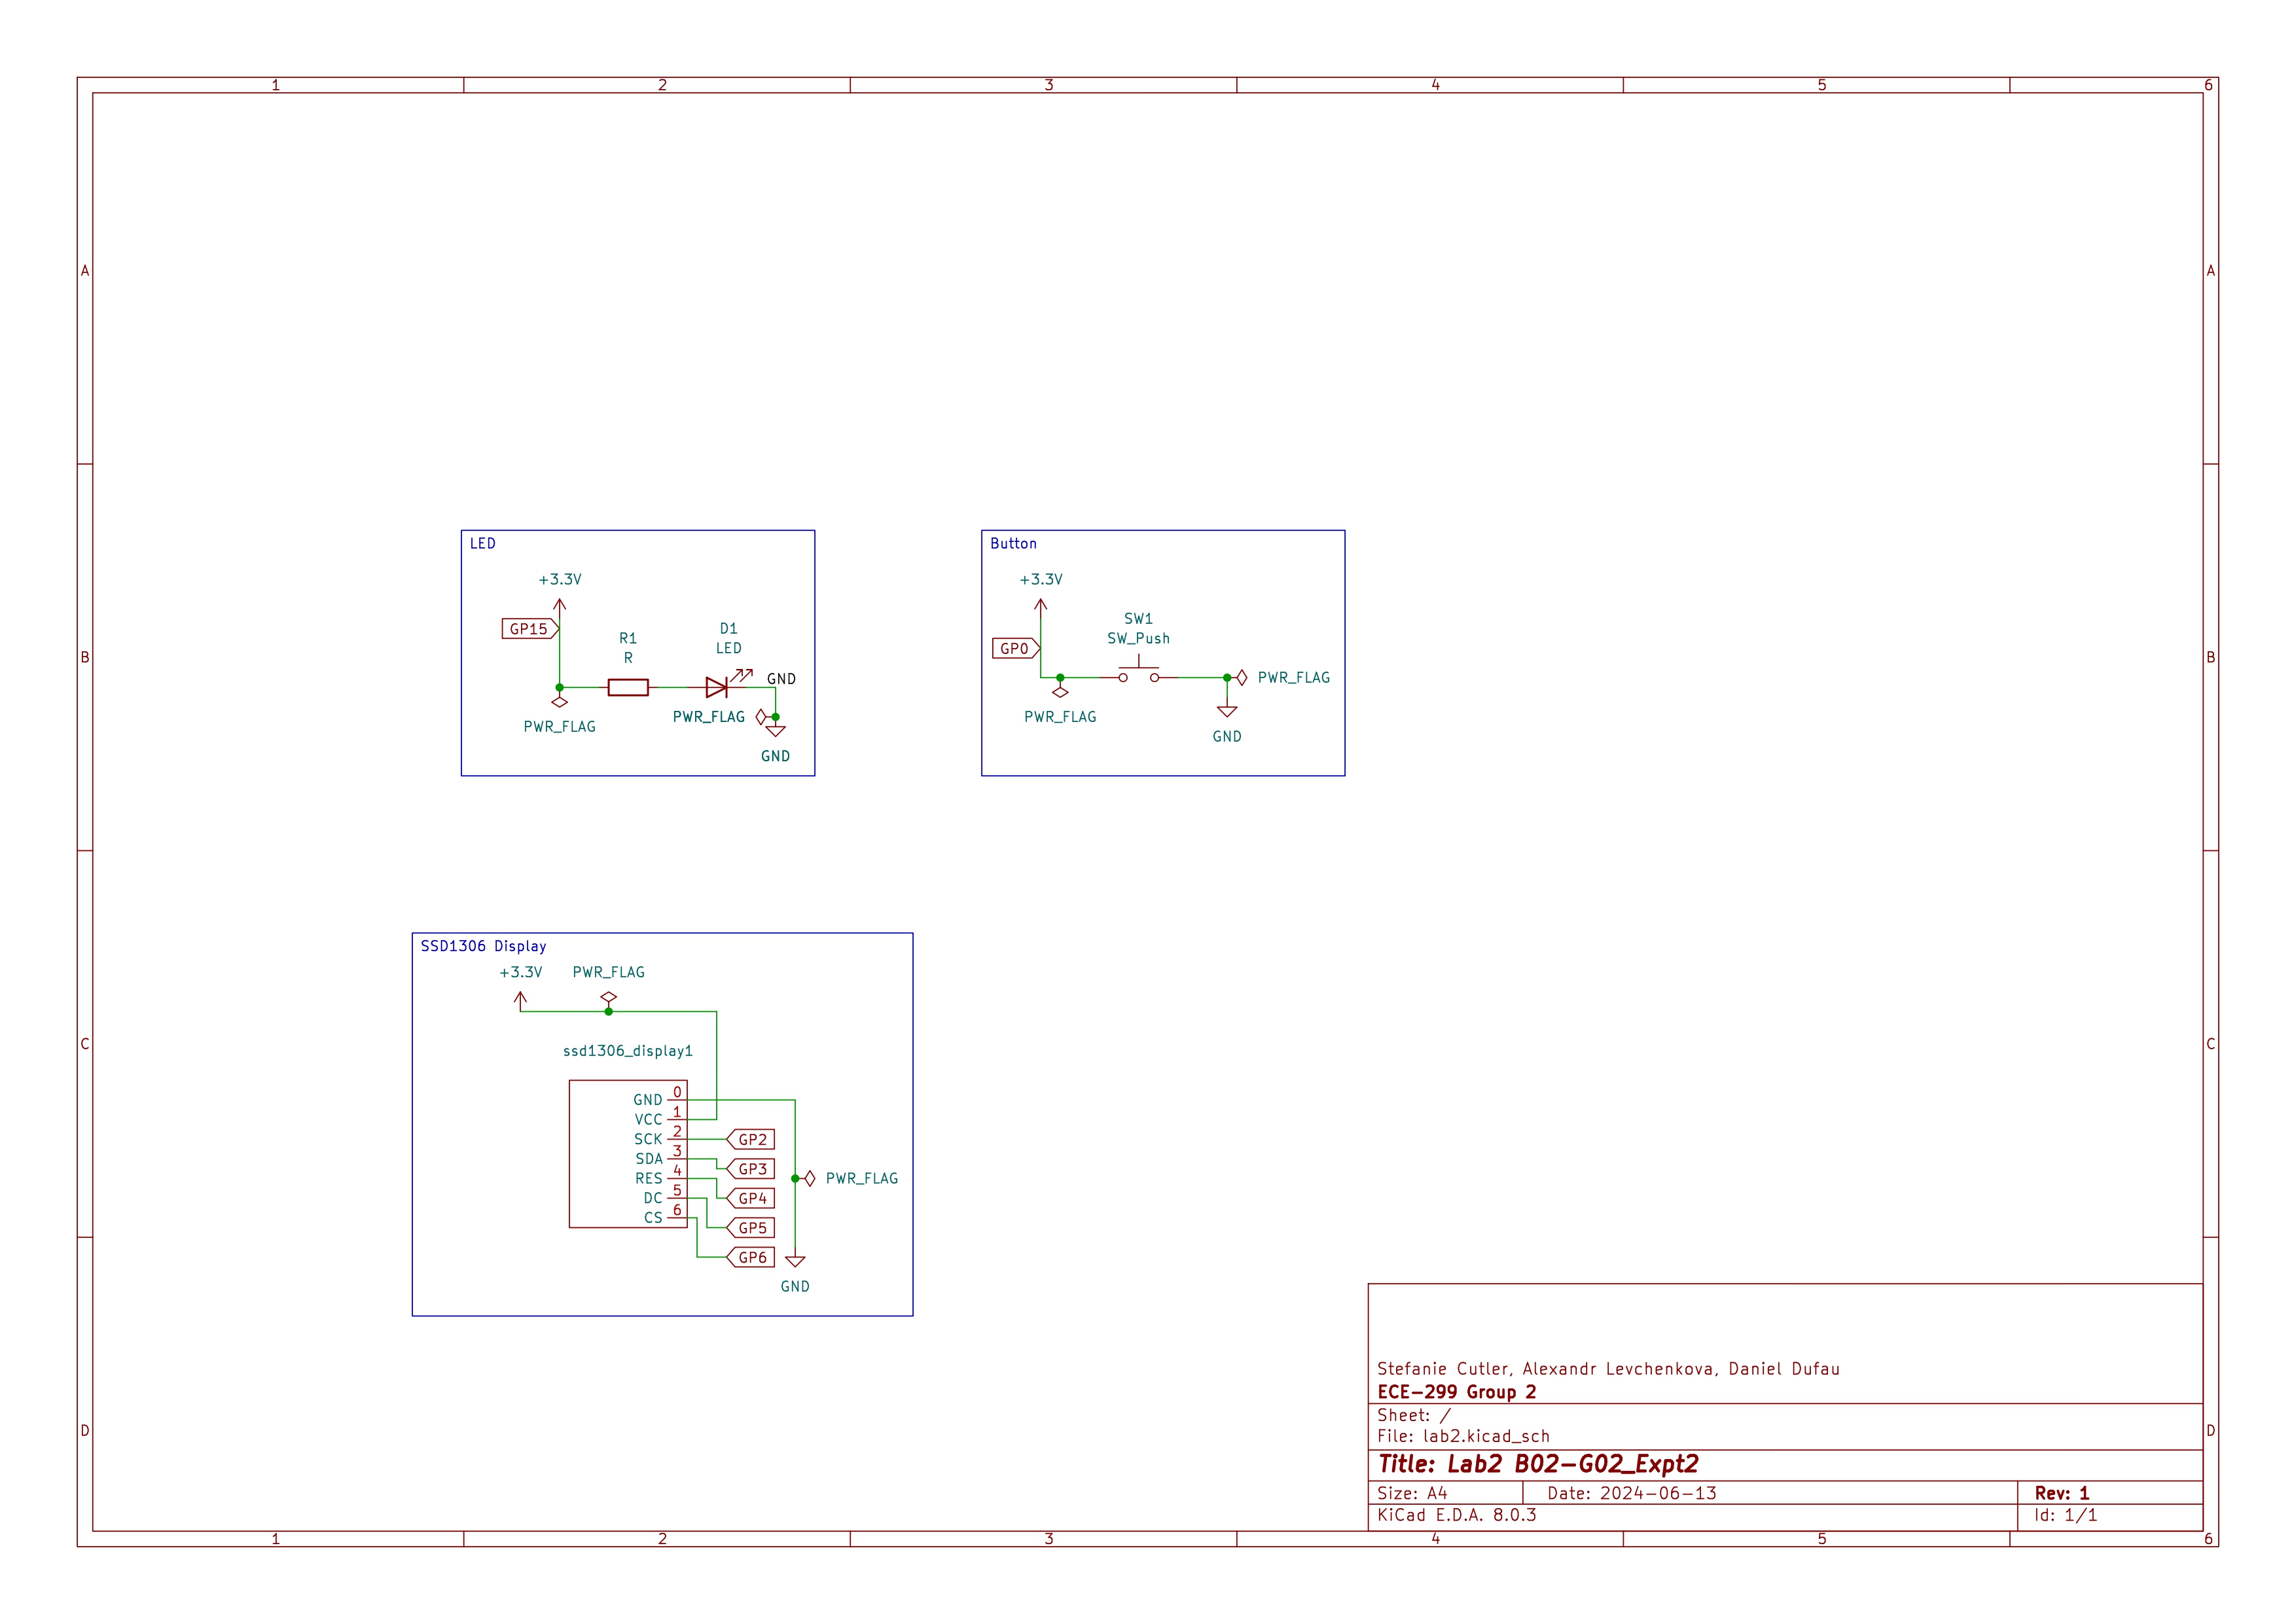 1 2 3 4 5 6
A A
B B
C C
D D
LED
+3.3V
GP15
R1
R
D1
LED
GND
PWR_FLAG
PWR_FLAG
GND
Button
+3.3V
GP0
SW1
SW_Push
PWR_FLAG
PWR_FLAG
GND
SSD1306 Display
+3.3V PWR_FLAG
ssd1306_display1
GND 0
VCC 1
SCK 2 GP2
SDA 3 GP3
RES 4 GP4
DC 5 GP5
CS 6 GP6
PWR_FLAG
GND
Stefanie Cutler, Alexandr Levchenkova, Daniel Dufau
ECE-299 Group 2
Sheet: /
File: lab2.kicad_sch
Title: Lab2 B02-G02_Expt2
Size: A4 Date: 2024-06-13 Rev: 1
KiCad E.D.A. 8.0.3 Id: 1/1
1 2 3 4 5 6